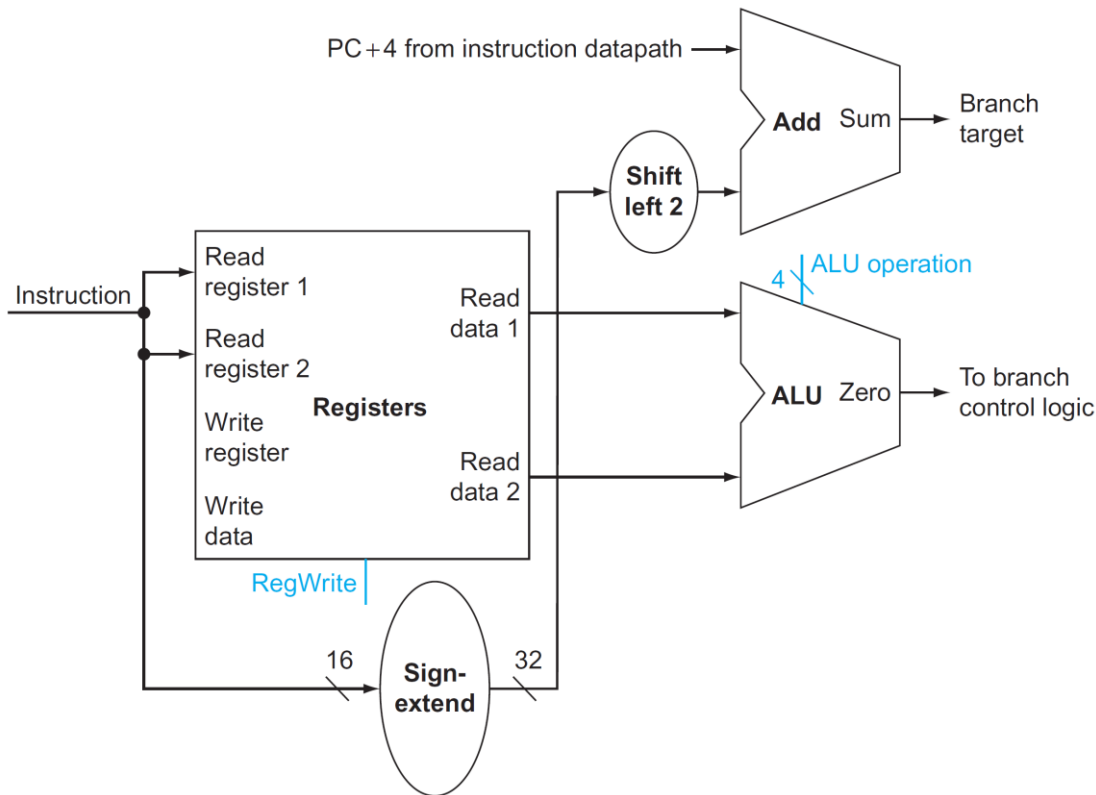 PC+4 from instruction datapath
Add
Sum
Branch
target
Shift
left 2
Instruction
Read
register 1
Read
register 2
Write
register
Write
data
Registers
Read
data 1
Read
data 2
RegWrite
4
ALU operation
ALU
Zero
To branch
control logic
16
Sign-
extend
32